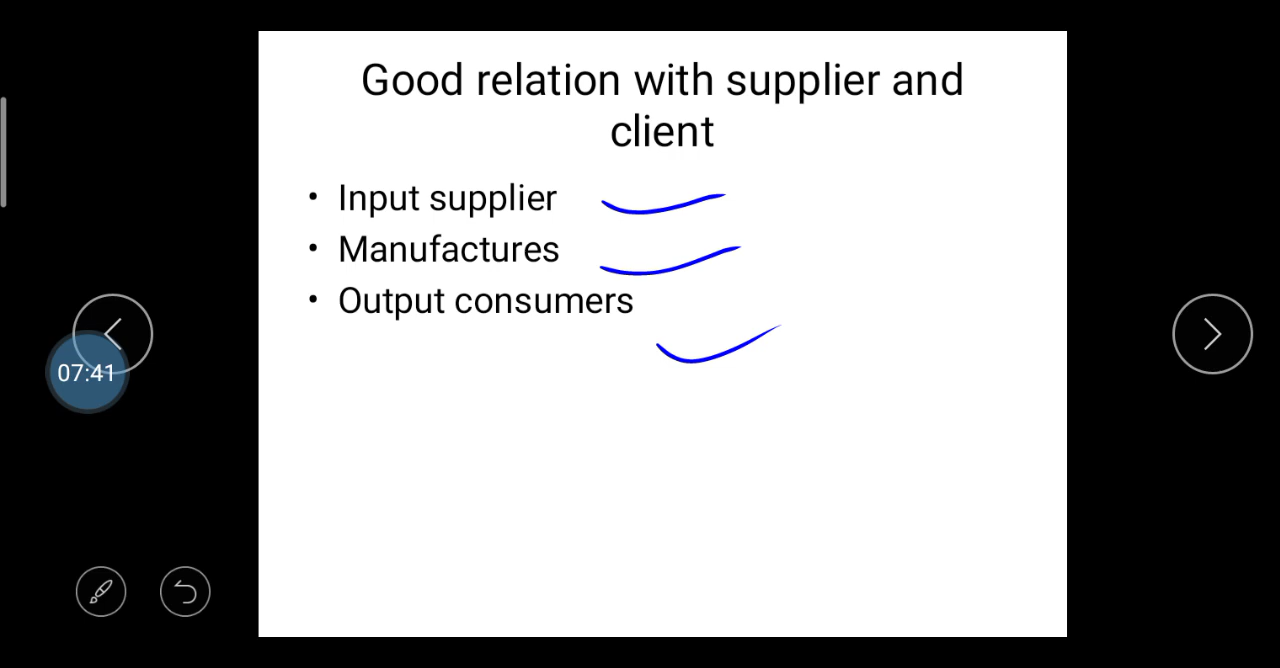 Good relation with supplier and
client
• Input supplier
• Manufactures
• Output consumers
07:41